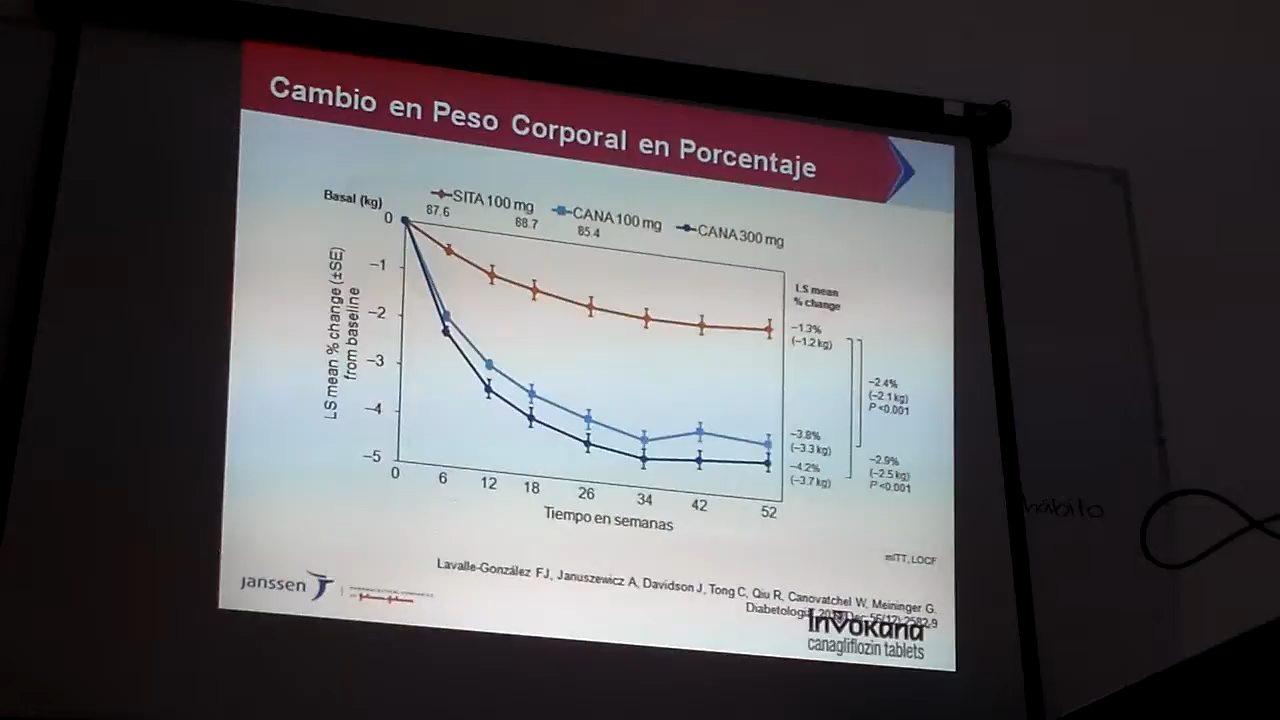 Cambio en Peso Corporal en Porcentaje
Basal (kg)
SITA 100 mg
CANA 100 mg
CANA 300 mg
87.6
88.7
85.4
LS mean % change (±SE)
from baseline
0
−1
−2
−3
−4
−5
0 6 12 18 26 34 42 52
Tiempo en semanas
LS mean
% change
−1.3%
(−1.2 kg)
−3.8%
(−3.3 kg)
−4.2%
(−3.7 kg)
−2.4%
(−2.1 kg)
P <0.001
−2.9%
(−2.5 kg)
P <0.001
mITT, LOCF
Lavalle-González FJ, Januszewicz A, Davidson J, Tong C, Qiu R, Canovatchel W, Meininger G.
Janssen
Invokana
canagliflozin tablets
hábito